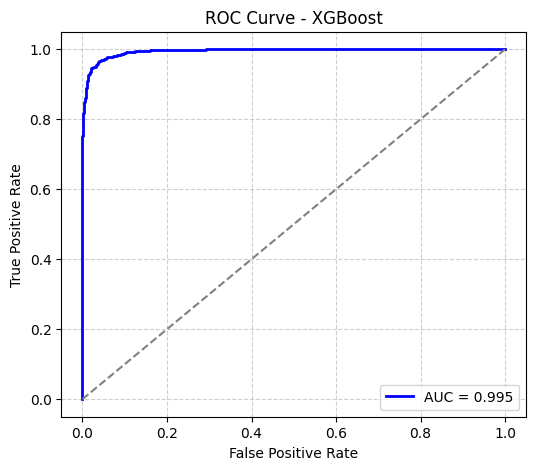 ROC Curve - XGBoost
True Positive Rate
1.0
0.8
0.6
0.4
0.2
0.0
AUC = 0.995
0.0 0.2 0.4 0.6 0.8 1.0
False Positive Rate